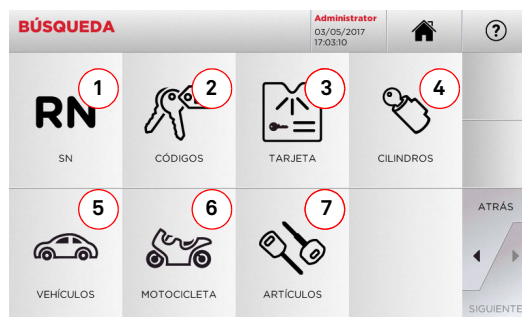 BÚSQUEDA
Administrator
03/05/2017
17:03:10
?
1
2
3
4
RN
SN
CÓDIGOS
TARJETA
CILINDROS
5
6
7
ATRÁS
VEHÍCULOS
MOTOCICLETA
ARTÍCULOS
SIGUIENTE